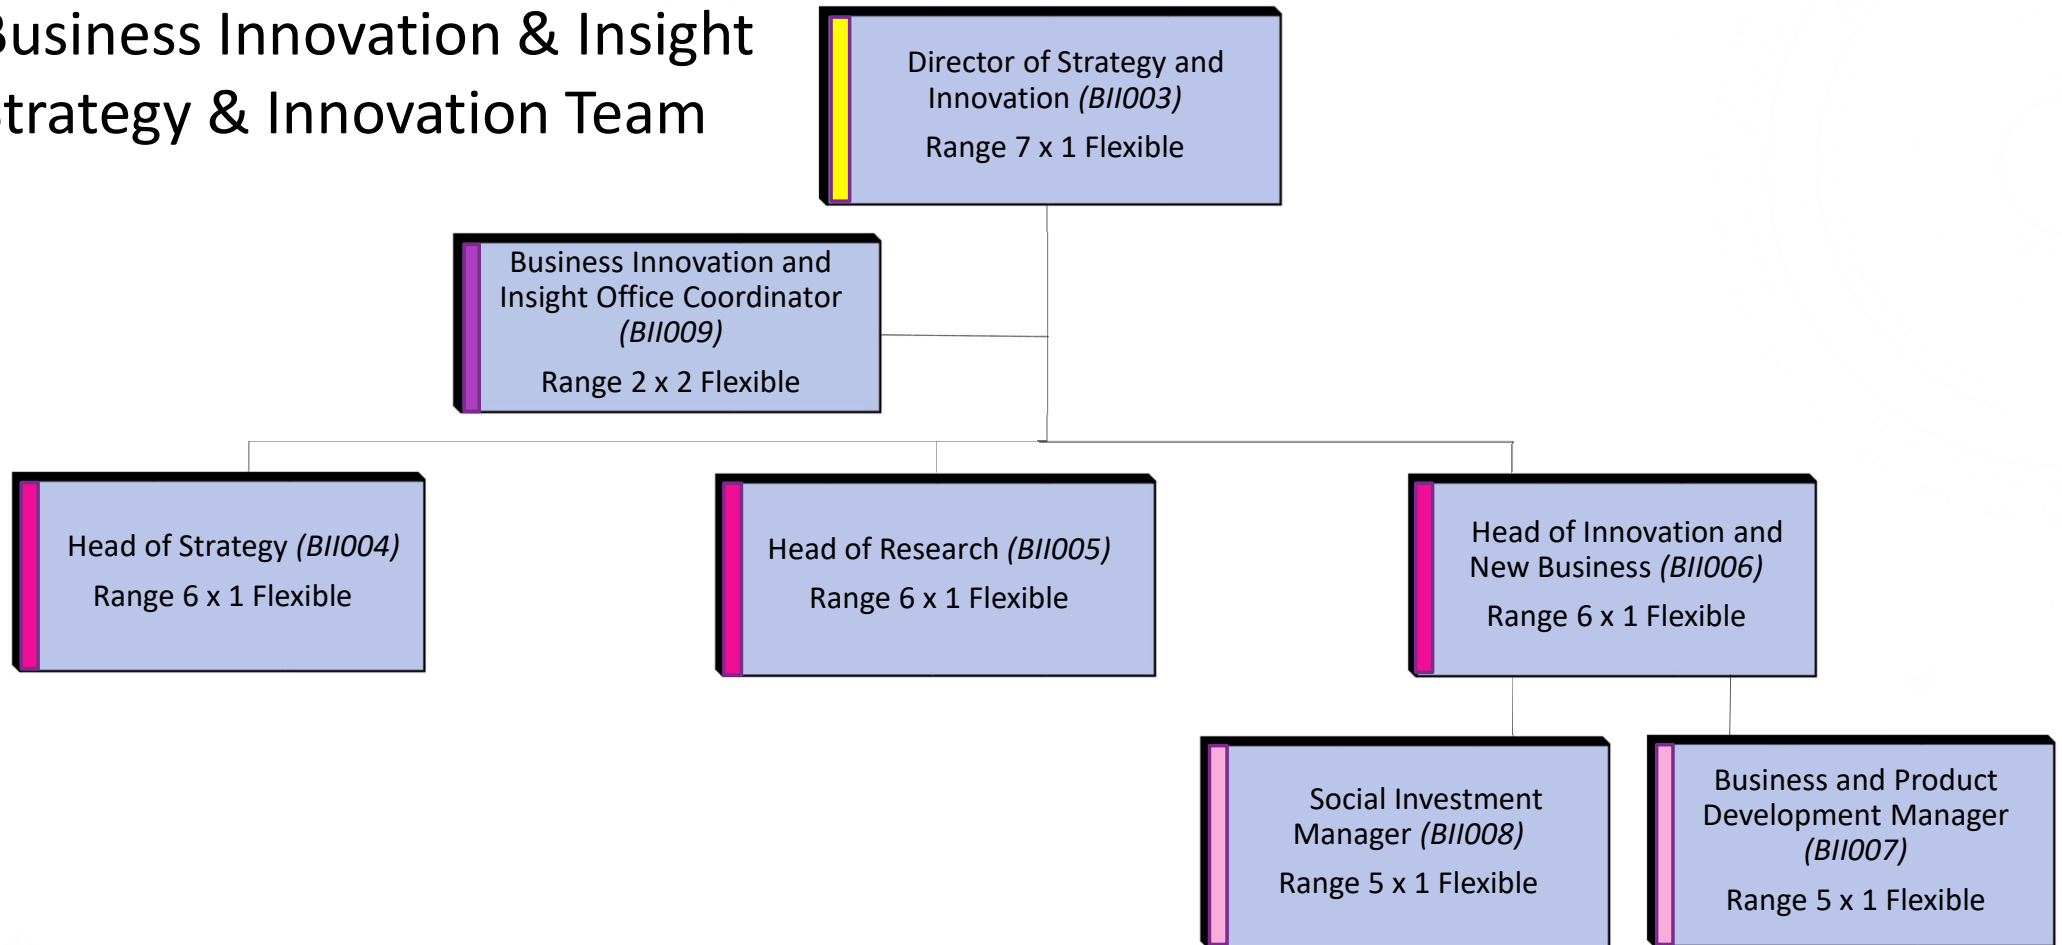 Business Innovation & Insight
Strategy & Innovation Team
Director of Strategy and
Innovation (BII003)
Range 7 x 1 Flexible
Business Innovation and
Insight Office Coordinator
(BII009)
Range 2 x 2 Flexible
Head of Strategy (BII004)
Range 6 x 1 Flexible
Head of Research (BII005)
Range 6 x 1 Flexible
Head of Innovation and
New Business (BII006)
Range 6 x 1 Flexible
Social Investment
Manager (BII008)
Range 5 x 1 Flexible
Business and Product
Development Manager
(BII007)
Range 5 x 1 Flexible